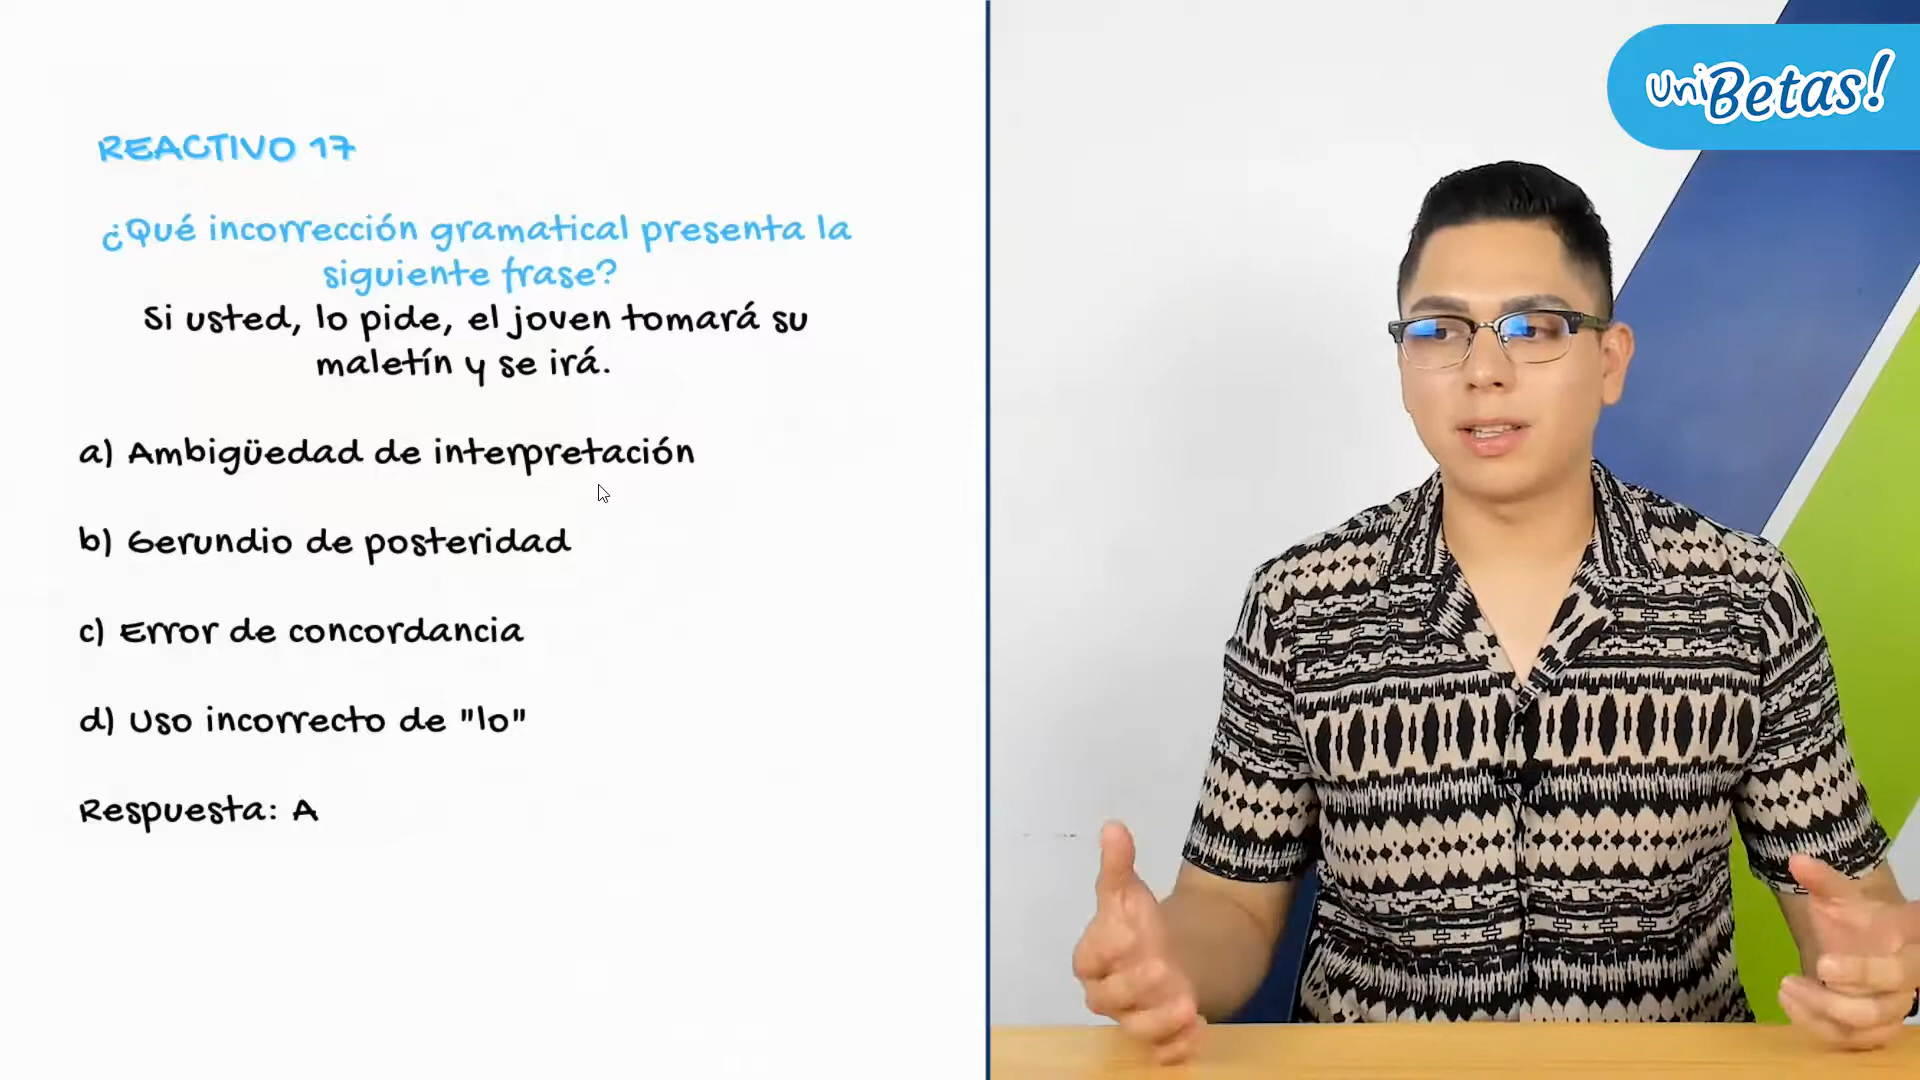 uniBetas!
REACTIVO 17
¿Qué incorrección gramatical presenta la
siguiente frase?
Si usted, lo pide, el joven tomará su
maletín y se irá.
a) Ambigüedad de interpretación
b) Gerundio de posteridad
c) Error de concordancia
d) Uso incorrecto de "lo"
Respuesta: A